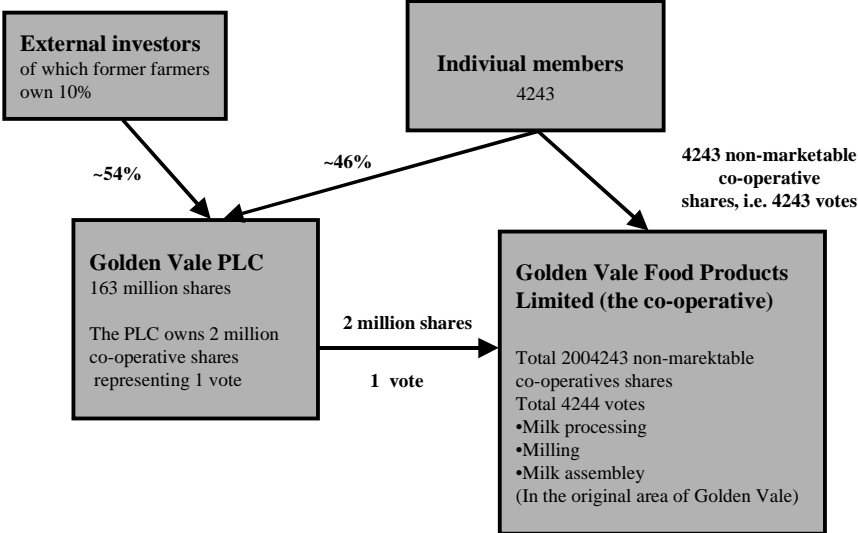 External investors
of which former farmers
own 10%
Indiviual members
4243
~54%
~46%
4243 non-marketable
co-operative
shares, i.e. 4243 votes
Golden Vale PLC
163 million shares
The PLC owns 2 million
co-operative shares
representing 1 vote
2 million shares
1 vote
Golden Vale Food Products
Limited (the co-operative)
Total 2004243 non-marektable
co-operatives shares
Total 4244 votes
•Milk processing
•Milling
•Milk assembley
(In the original area of Golden Vale)